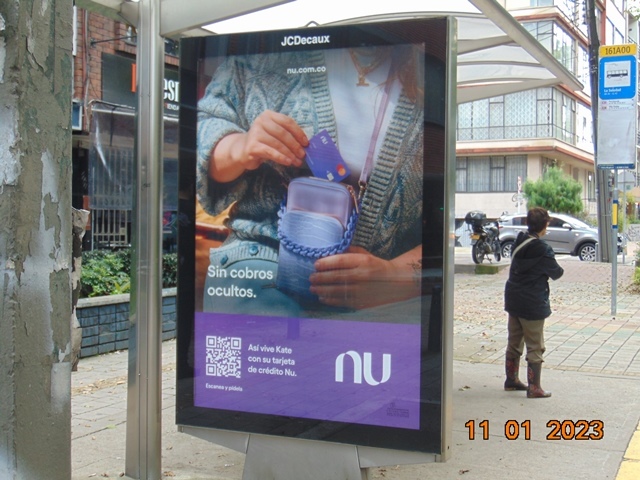 JCDecaux
nu.com.co
nu
Sin cobros
ocultos.
Así vive Kate
con su tarjeta
de crédito Nu.
Escanea y pídela
nu
161A00
11 01 2023